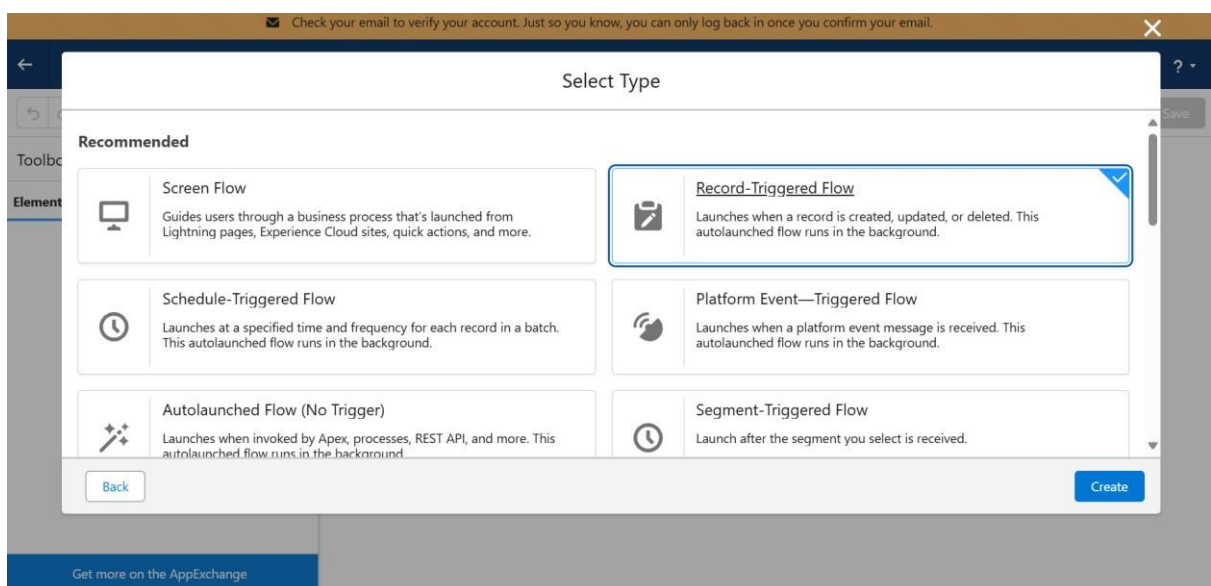 Check your email to verify your account. Just so you know, you can only log back in once you confirm your email.
?
Select Type
Save
Recommended
Toolbo
Element
Screen Flow
Guides users through a business process that's launched from
Lightning pages, Experience Cloud sites, quick actions, and more.
Record-Triggered Flow
Launches when a record is created, updated, or deleted. This
autolaunched flow runs in the background.
Schedule-Triggered Flow
Launches at a specified time and frequency for each record in a batch.
This autolaunched flow runs in the background.
Platform Event—Triggered Flow
Launches when a platform event message is received. This
autolaunched flow runs in the background.
Autolaunched Flow (No Trigger)
Launches when invoked by Apex, processes, REST API, and more. This
autolaunched flow runs in the background
Segment-Triggered Flow
Launch after the segment you select is received.
Back
Create
Get more on the AppExchange